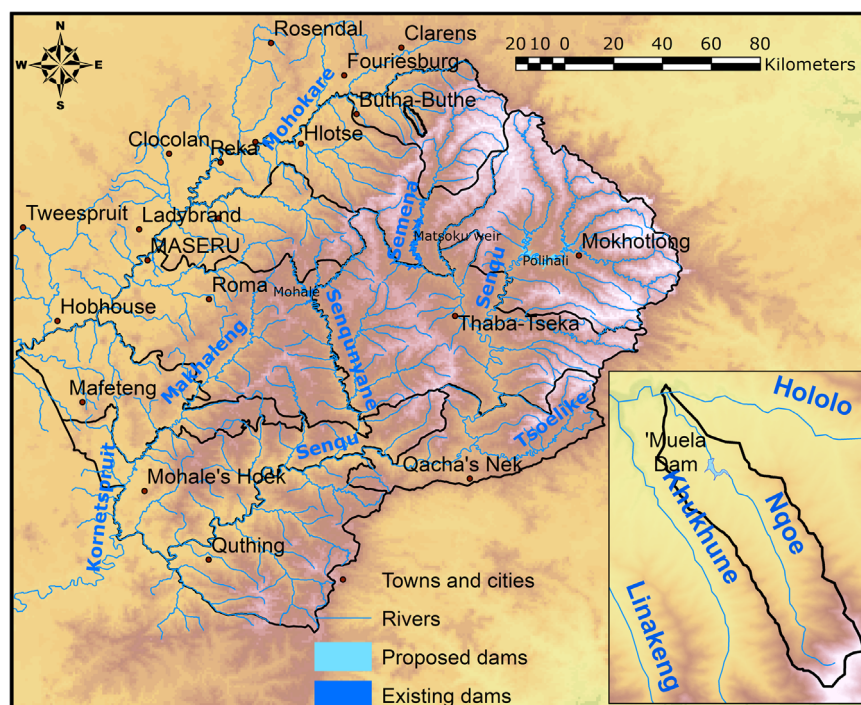 Rosendal
Clarens
N
W E
S
20 10 0 20 40 60 80
Kilometers
Fouriesburg
Mohokare
Butha-Buthe
Clocolan
Peka
Hlotse
Semena
Tweespruit
Ladybrand
Matsoku weir
Mokhotlong
MASERU
Senqu
Polihali
Roma
Mohale
Hobhouse
Senqunyane
Thaba-Tseka
Makhaleng
Mafeteng
Tsoelike
Senqu
Kornetspruit
Qacha's Nek
Mohale's Hoek
Quthing
Hololo
'Muela
Dam
Khukhune
Nqoe
Linakeng
Towns and cities
Rivers
Proposed dams
Existing dams